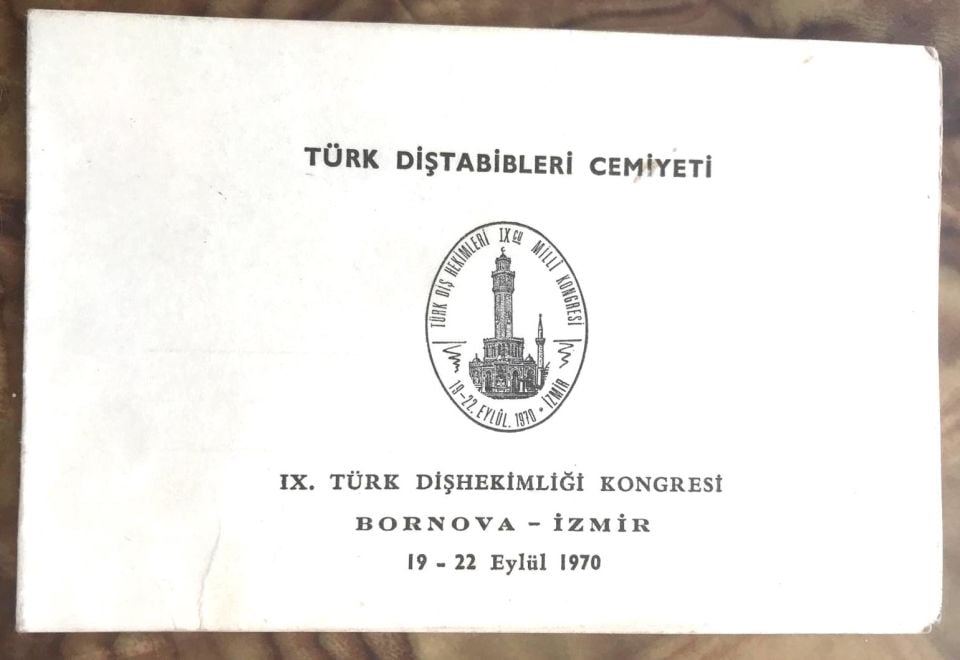 TÜRK DİŞTABİBLERİ CEMİYETİ
TÜRK DİŞ HEKİMLERİ IX CU MİLLİ KONGRESİ
19-22. EYLÛL. 1970 • İZMİR
IX. TÜRK DİŞHEKİMLİĞİ KONGRESİ
BORNOVA - İZMİR
19 - 22 Eylül 1970